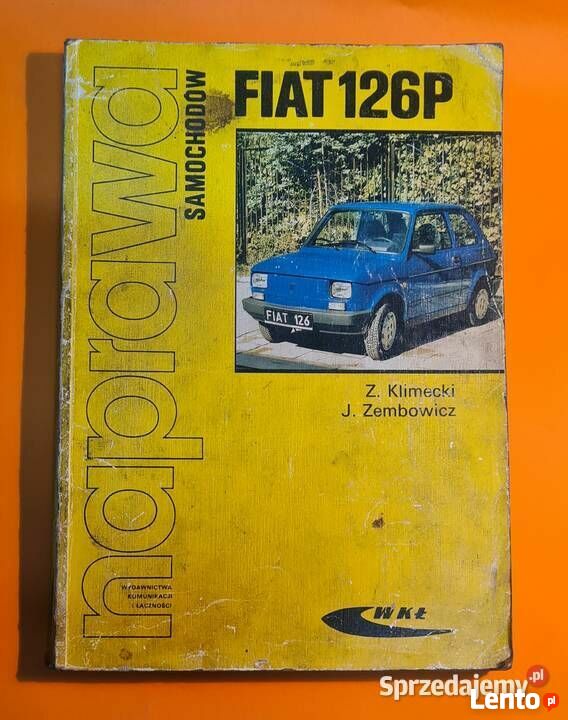 naprawa
SAMOCHODÓW
FIAT 126P
FIAT 126
Z. Klimecki
J. Zembowicz
WYDAWNICTWA
KOMUNIKACJI
I ŁĄCZNOŚCI
WKŁ
Sprzedajemy.pl
Lento.pl